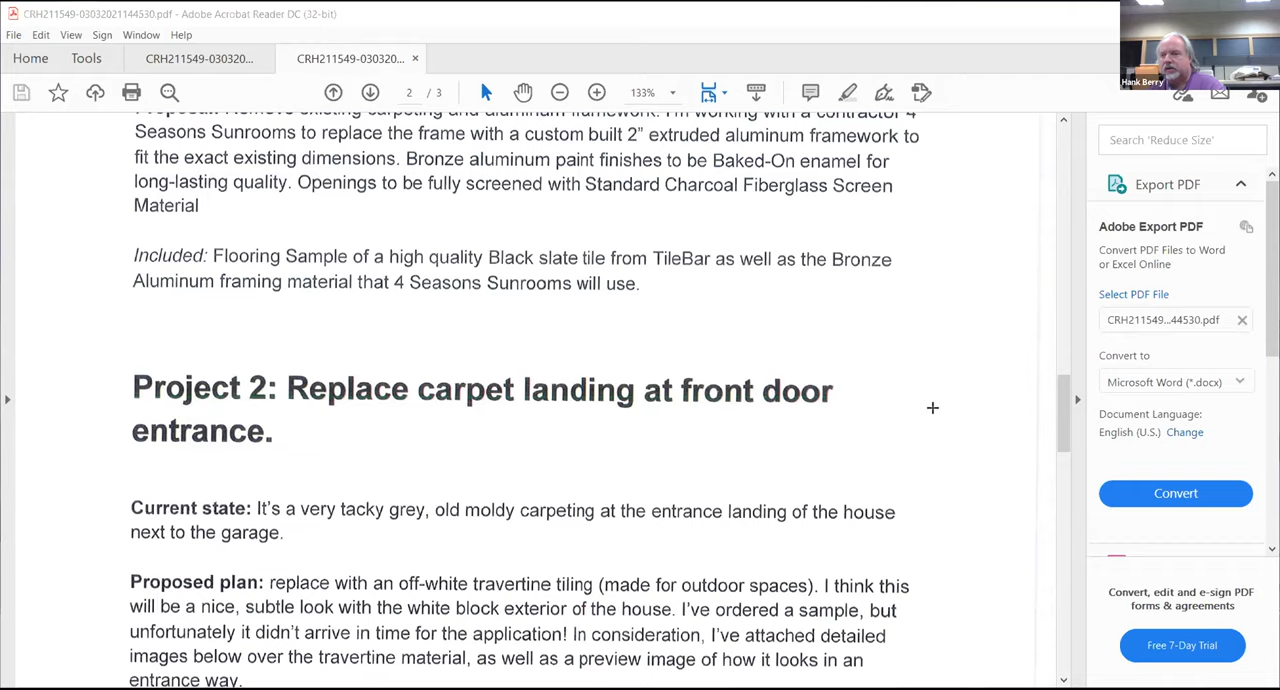 CRH211549-03032021144530.pdf - Adobe Acrobat Reader DC (32-bit)
File Edit View Sign Window Help
Home Tools CRH211549-030320... CRH211549-030320... ×
2 133%
Hank Berry
Proposal: Remove existing carpeting and aluminum framework. I'm working with a contractor 4
Seasons Sunrooms to replace the frame with a custom built 2” extruded aluminum framework to
fit the exact existing dimensions. Bronze aluminum paint finishes to be Baked-On enamel for
long-lasting quality. Openings to be fully screened with Standard Charcoal Fiberglass Screen
Material
Included: Flooring Sample of a high quality Black slate tile from TileBar as well as the Bronze
Aluminum framing material that 4 Seasons Sunrooms will use.
Project 2: Replace carpet landing at front door
entrance.
Current state: It's a very tacky grey, old moldy carpeting at the entrance landing of the house
next to the garage.
Proposed plan: replace with an off-white travertine tiling (made for outdoor spaces). I think this
will be a nice, subtle look with the white block exterior of the house. I've ordered a sample, but
unfortunately it didn't arrive in time for the application! In consideration, I've attached detailed
images below over the travertine material, as well as a preview image of how it looks in an
entrance way.
Search 'Reduce Size'
Export PDF
Adobe Export PDF
Convert PDF Files to Word
or Excel Online
Select PDF File
CRH211549...44530.pdf
Convert to
Microsoft Word (*.docx)
Document Language:
English (U.S.) Change
Convert
Convert, edit and e-sign PDF
forms & agreements
Free 7-Day Trial